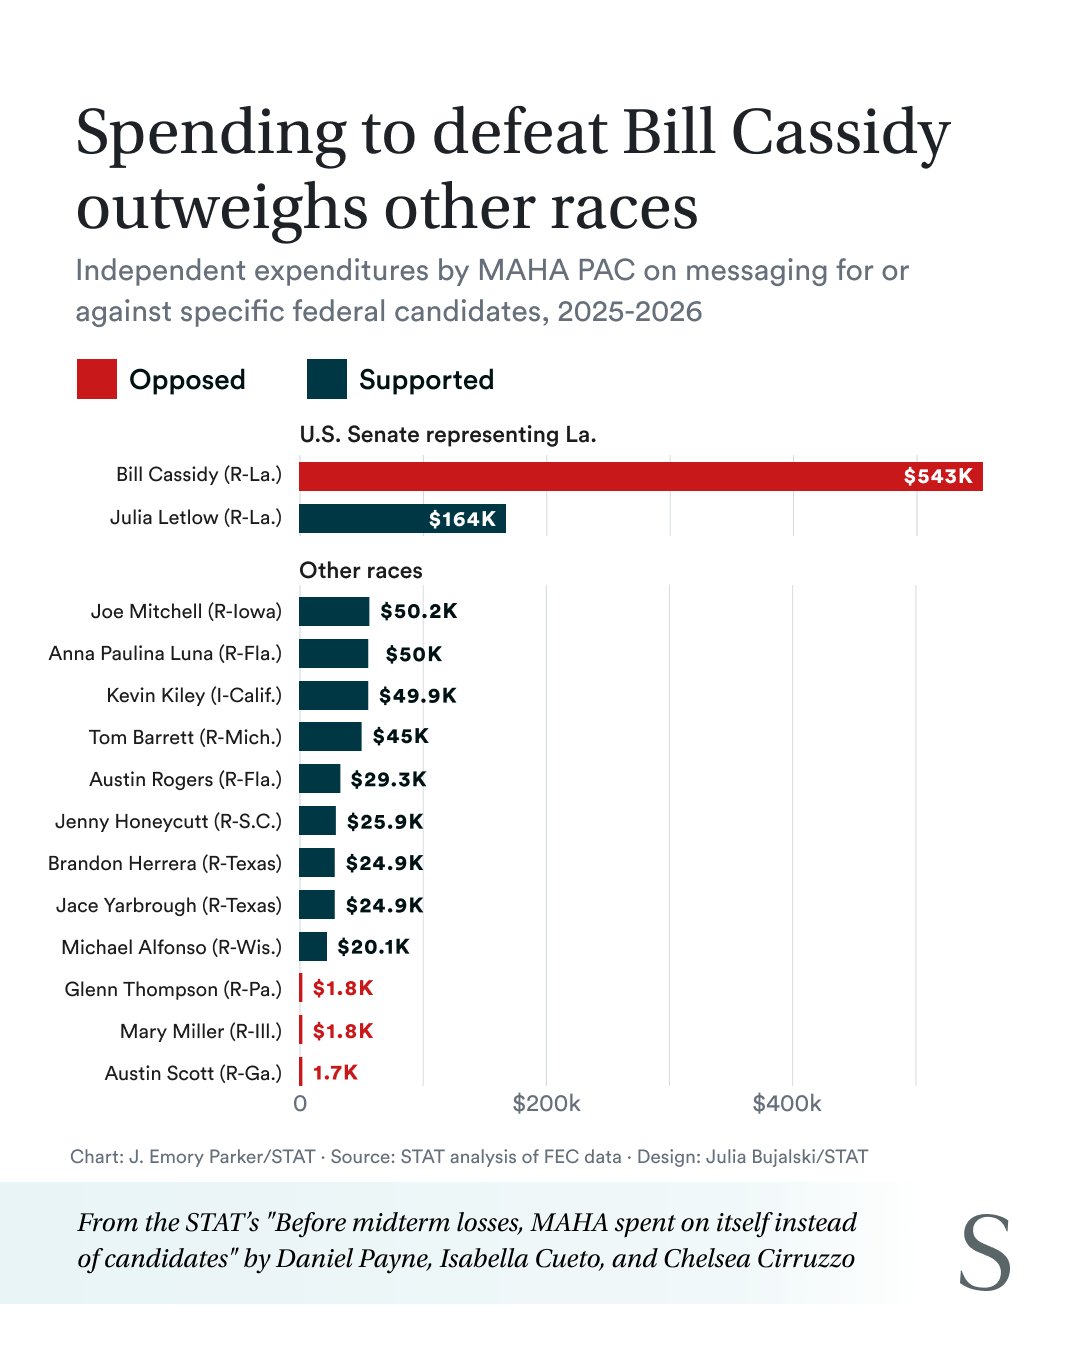 Spending to defeat Bill Cassidy
outweighs other races
Independent expenditures by MAHA PAC on messaging for or
against specific federal candidates, 2025-2026
Opposed
Supported
U.S. Senate representing La.
Bill Cassidy (R-La.) $543K
Julia Letlow (R-La.) $164K
Other races
Joe Mitchell (R-Iowa) $50.2K
Anna Paulina Luna (R-Fla.) $50K
Kevin Kiley (I-Calif.) $49.9K
Tom Barrett (R-Mich.) $45K
Austin Rogers (R-Fla.) $29.3K
Jenny Honeycutt (R-S.C.) $25.9K
Brandon Herrera (R-Texas) $24.9K
Jace Yarbrough (R-Texas) $24.9K
Michael Alfonso (R-Wis.) $20.1K
Glenn Thompson (R-Pa.) $1.8K
Mary Miller (R-Ill.) $1.8K
Austin Scott (R-Ga.) 1.7K
0 $200k $400k
Chart: J. Emory Parker/STAT · Source: STAT analysis of FEC data · Design: Julia Bujalski/STAT
From the STAT’s "Before midterm losses, MAHA spent on itself instead
of candidates" by Daniel Payne, Isabella Cueto, and Chelsea Cirruzzo
S